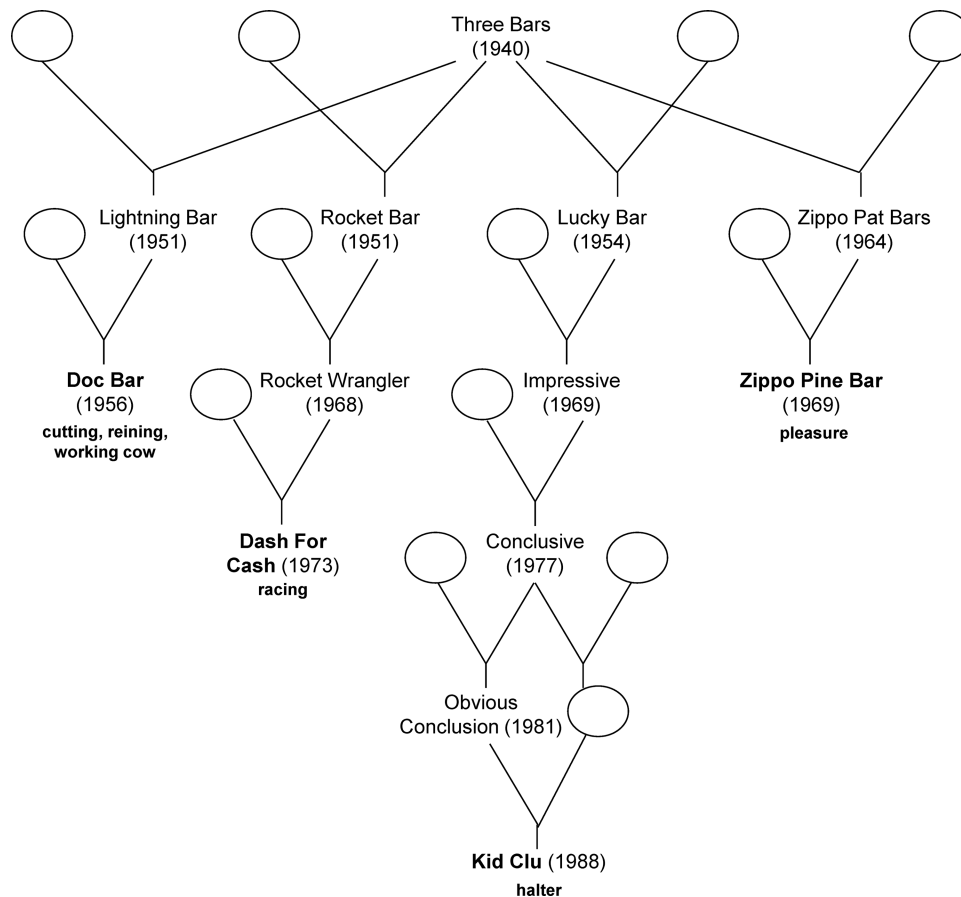 Three Bars
(1940)
Lightning Bar
(1951)
Rocket Bar
(1951)
Lucky Bar
(1954)
Zippo Pat Bars
(1964)
Doc Bar
(1956)
cutting, reining,
working cow
Rocket Wrangler
(1968)
Impressive
(1969)
Zippo Pine Bar
(1969)
pleasure
Dash For
Cash (1973)
racing
Conclusive
(1977)
Obvious
Conclusion (1981)
Kid Clu (1988)
halter